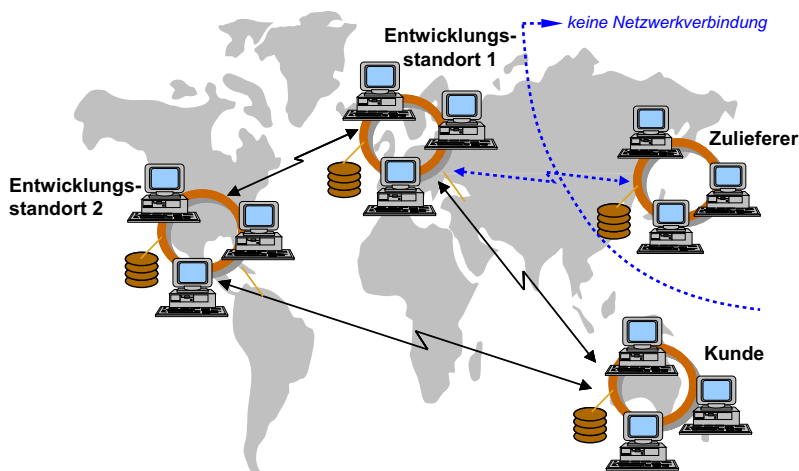 Entwicklungs-
standort 1
keine Netzwerkverbindung
Zulieferer
Entwicklungs-
standort 2
Kunde